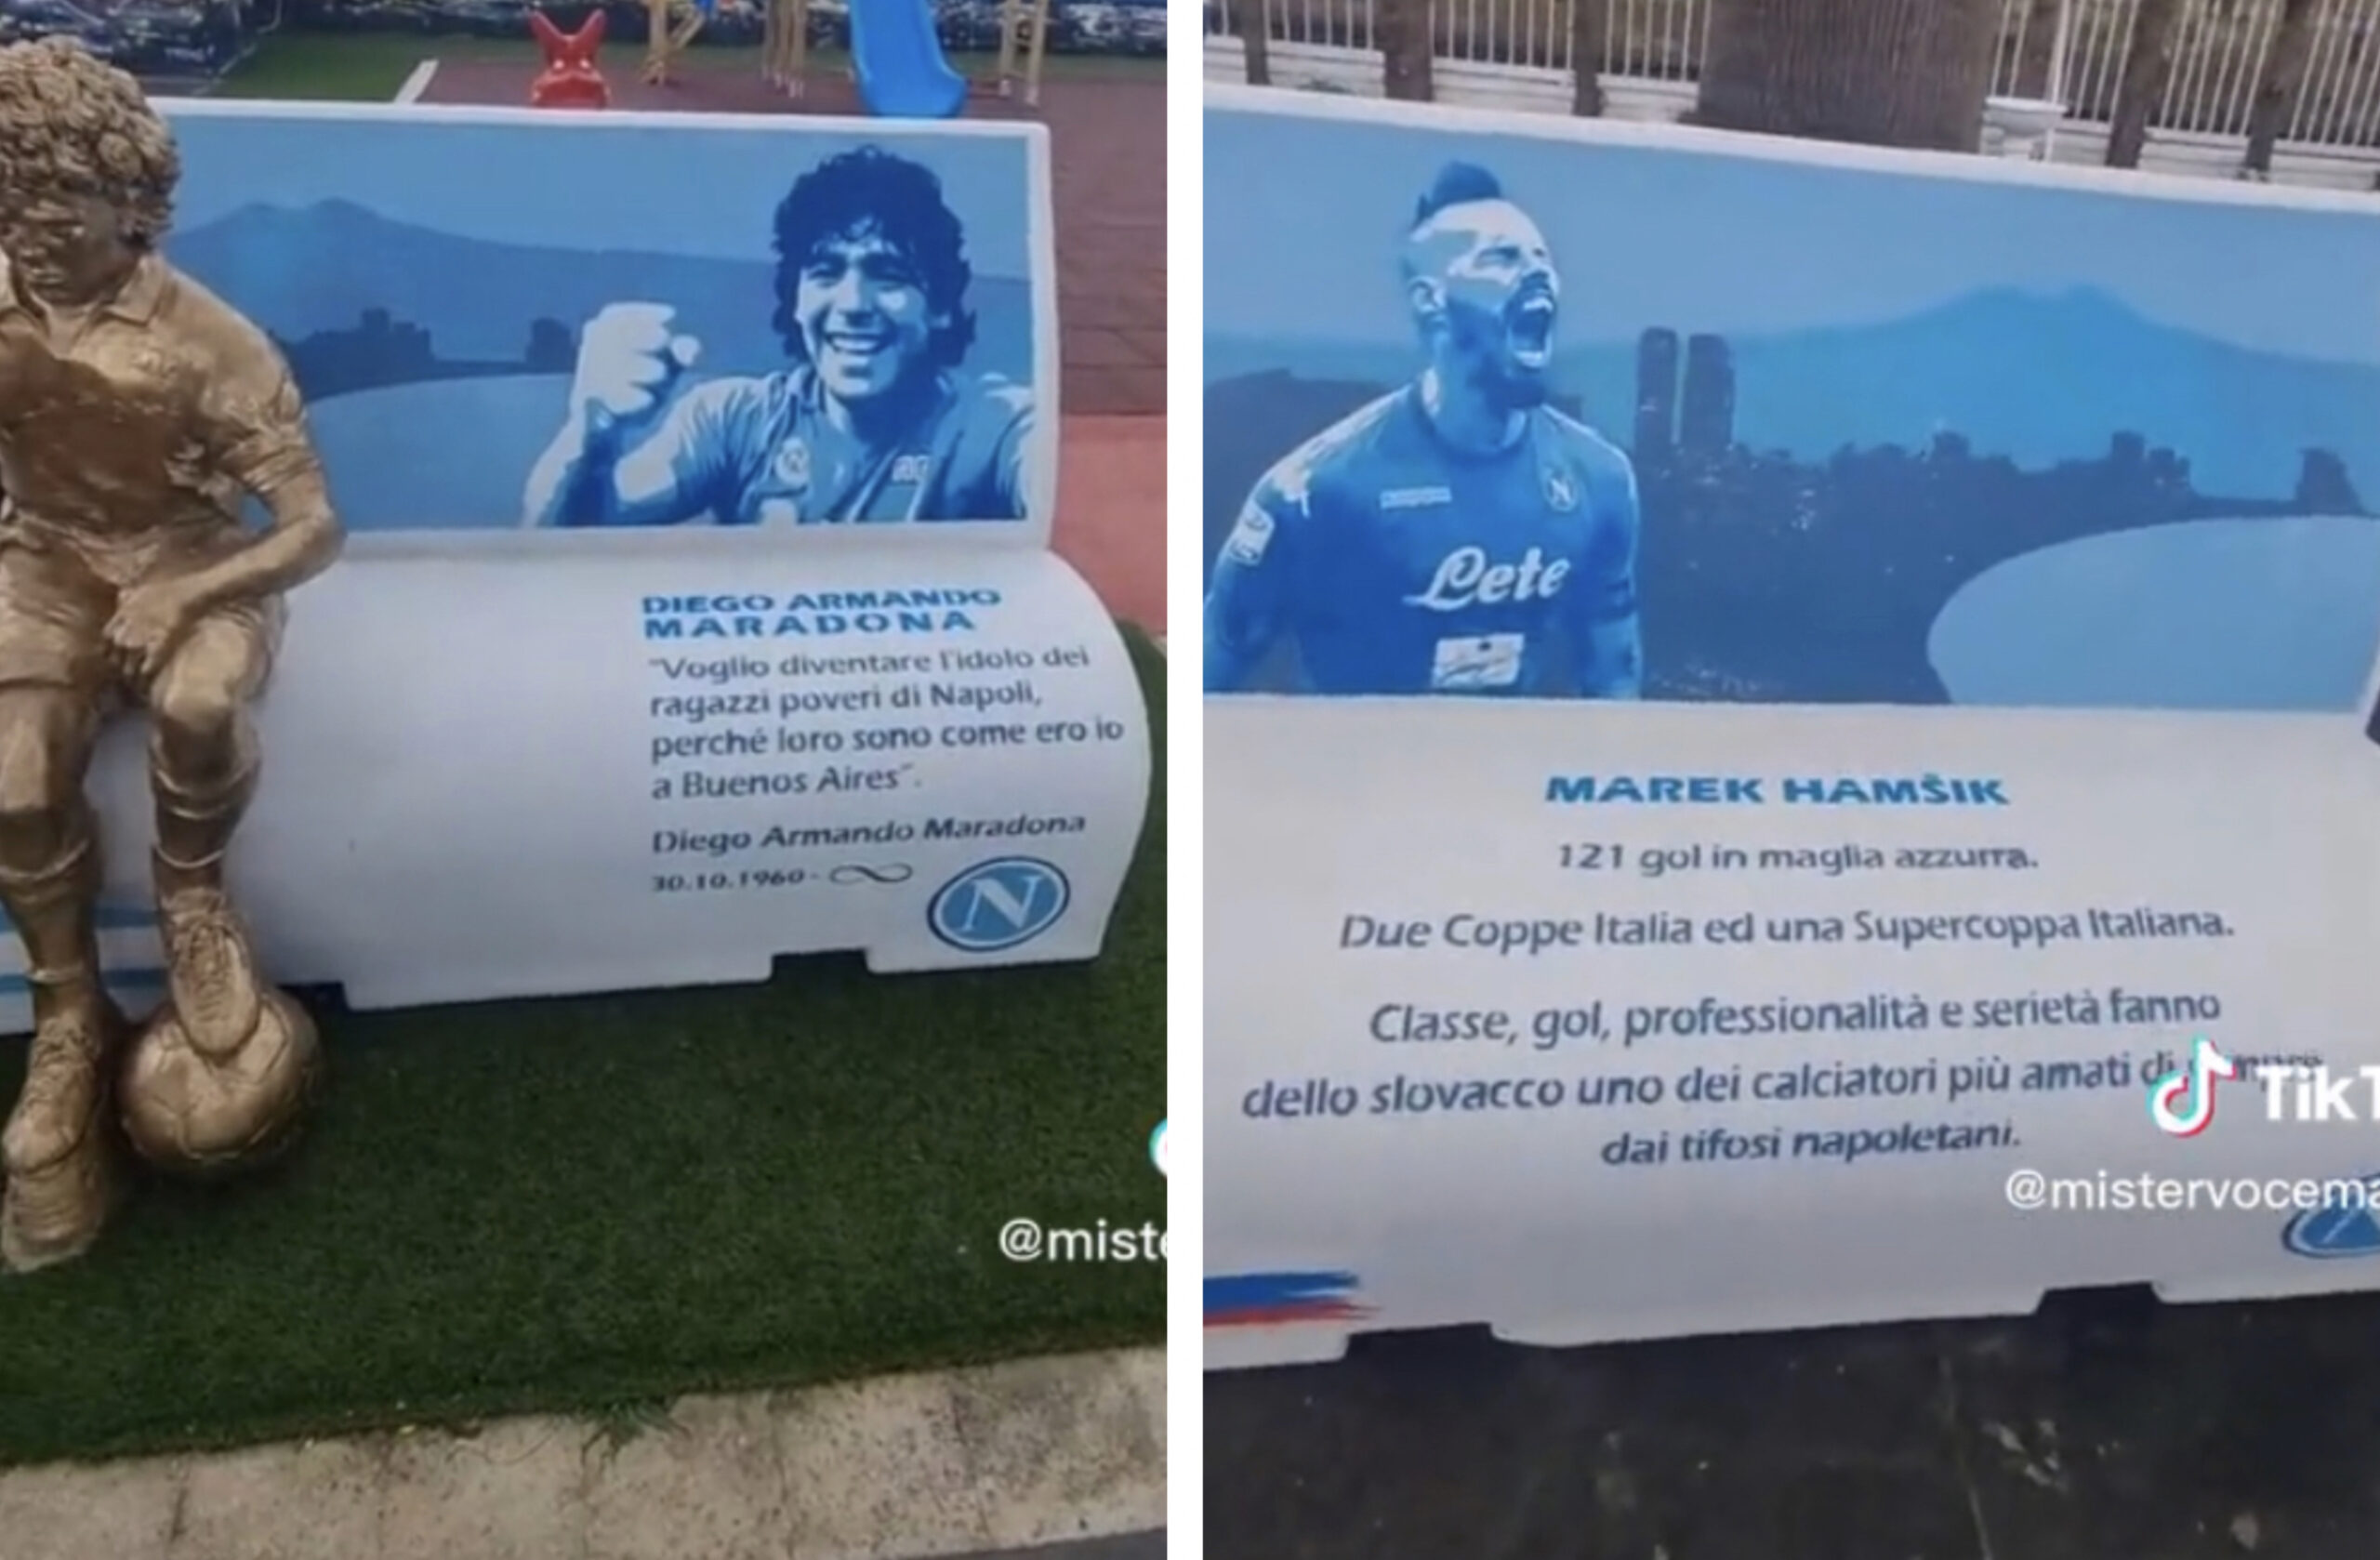 DIEGO ARMANDO
MARADONA
"Voglio diventare l'idolo dei
ragazzi poveri di Napoli,
perché loro sono come ero io
a Buenos Aires".
Diego Armando Maradona
30.10.1960 - ∞
N
@miste
Lete
MAREK HAMŠIK
121 gol in maglia azzurra.
Due Coppe Italia ed una Supercoppa Italiana.
Classe, gol, professionalità e serietà fanno
dello slovacco uno dei calciatori più amati di
dai tifosi napoletani.
TikT
@mistervocema